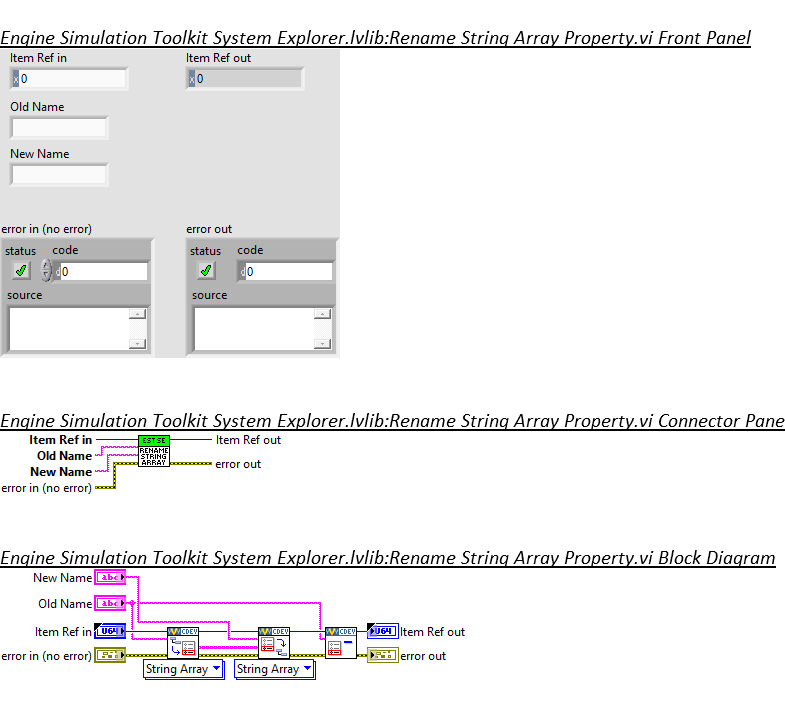 Engine Simulation Toolkit System Explorer.lvlib:Rename String Array Property.vi Front Panel
Item Ref in Item Ref out
x 0 x 0
Old Name
New Name
error in (no error) error out
status code status code
d 0 d 0
source source
Engine Simulation Toolkit System Explorer.lvlib:Rename String Array Property.vi Connector Pane
Item Ref in EST SE Item Ref out
Old Name RENAME
STRING
New Name ARRAY error out
error in (no error)
Engine Simulation Toolkit System Explorer.lvlib:Rename String Array Property.vi Block Diagram
New Name abc
Old Name abc
Item Ref in U64 CDEV CDEV CDEV U64 Item Ref out
error in (no error) error out
String Array String Array